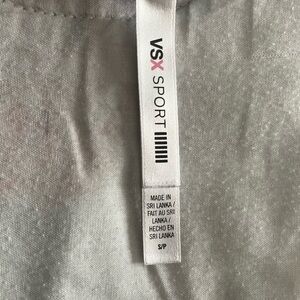 VSX SPORT
MADE IN
SRI LANKA /
FAIT AU SRI
LANKA /
HECHO EN
SRI LANKA
S/P